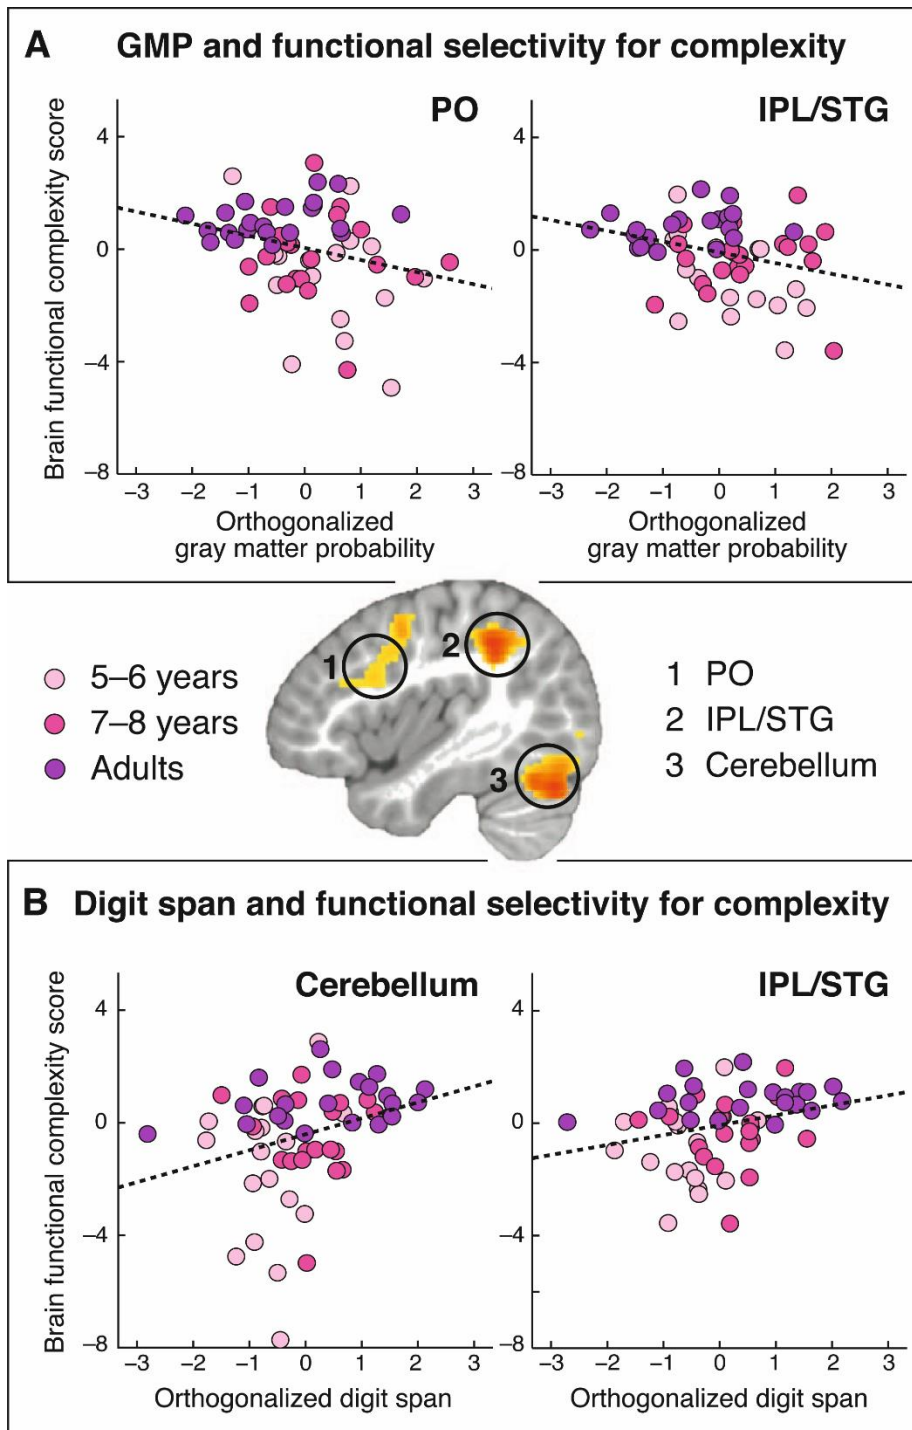 A GMP and functional selectivity for complexity
PO
IPL/STG
Brain functional complexity score
4
0
–4
–8
4
0
–4
–8
–3 –2 –1 0 1 2 3
–3 –2 –1 0 1 2 3
Orthogonalized
gray matter probability
Orthogonalized
gray matter probability
5–6 years
7–8 years
Adults
1
2
3
1 PO
2 IPL/STG
3 Cerebellum
B Digit span and functional selectivity for complexity
Cerebellum
IPL/STG
Brain functional complexity score
4
0
–4
–8
4
0
–4
–8
–3 –2 –1 0 1 2 3
–3 –2 –1 0 1 2 3
Orthogonalized digit span
Orthogonalized digit span